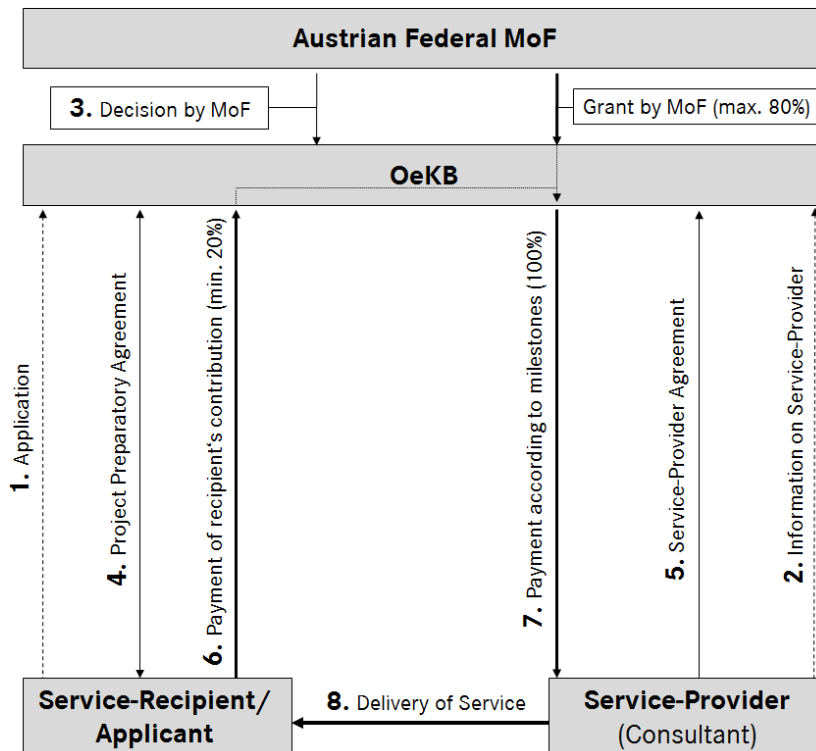 Austrian Federal MoF
3. Decision by MoF
Grant by MoF (max. 80%)
OeKB
1. Application
4. Project Preparatory Agreement
6. Payment of recipient‘s contribution (min. 20%)
7. Payment according to milestones (100%)
5. Service-Provider Agreement
2. Information on Service-Provider
Service-Recipient/
Applicant
8. Delivery of Service
Service-Provider
(Consultant)